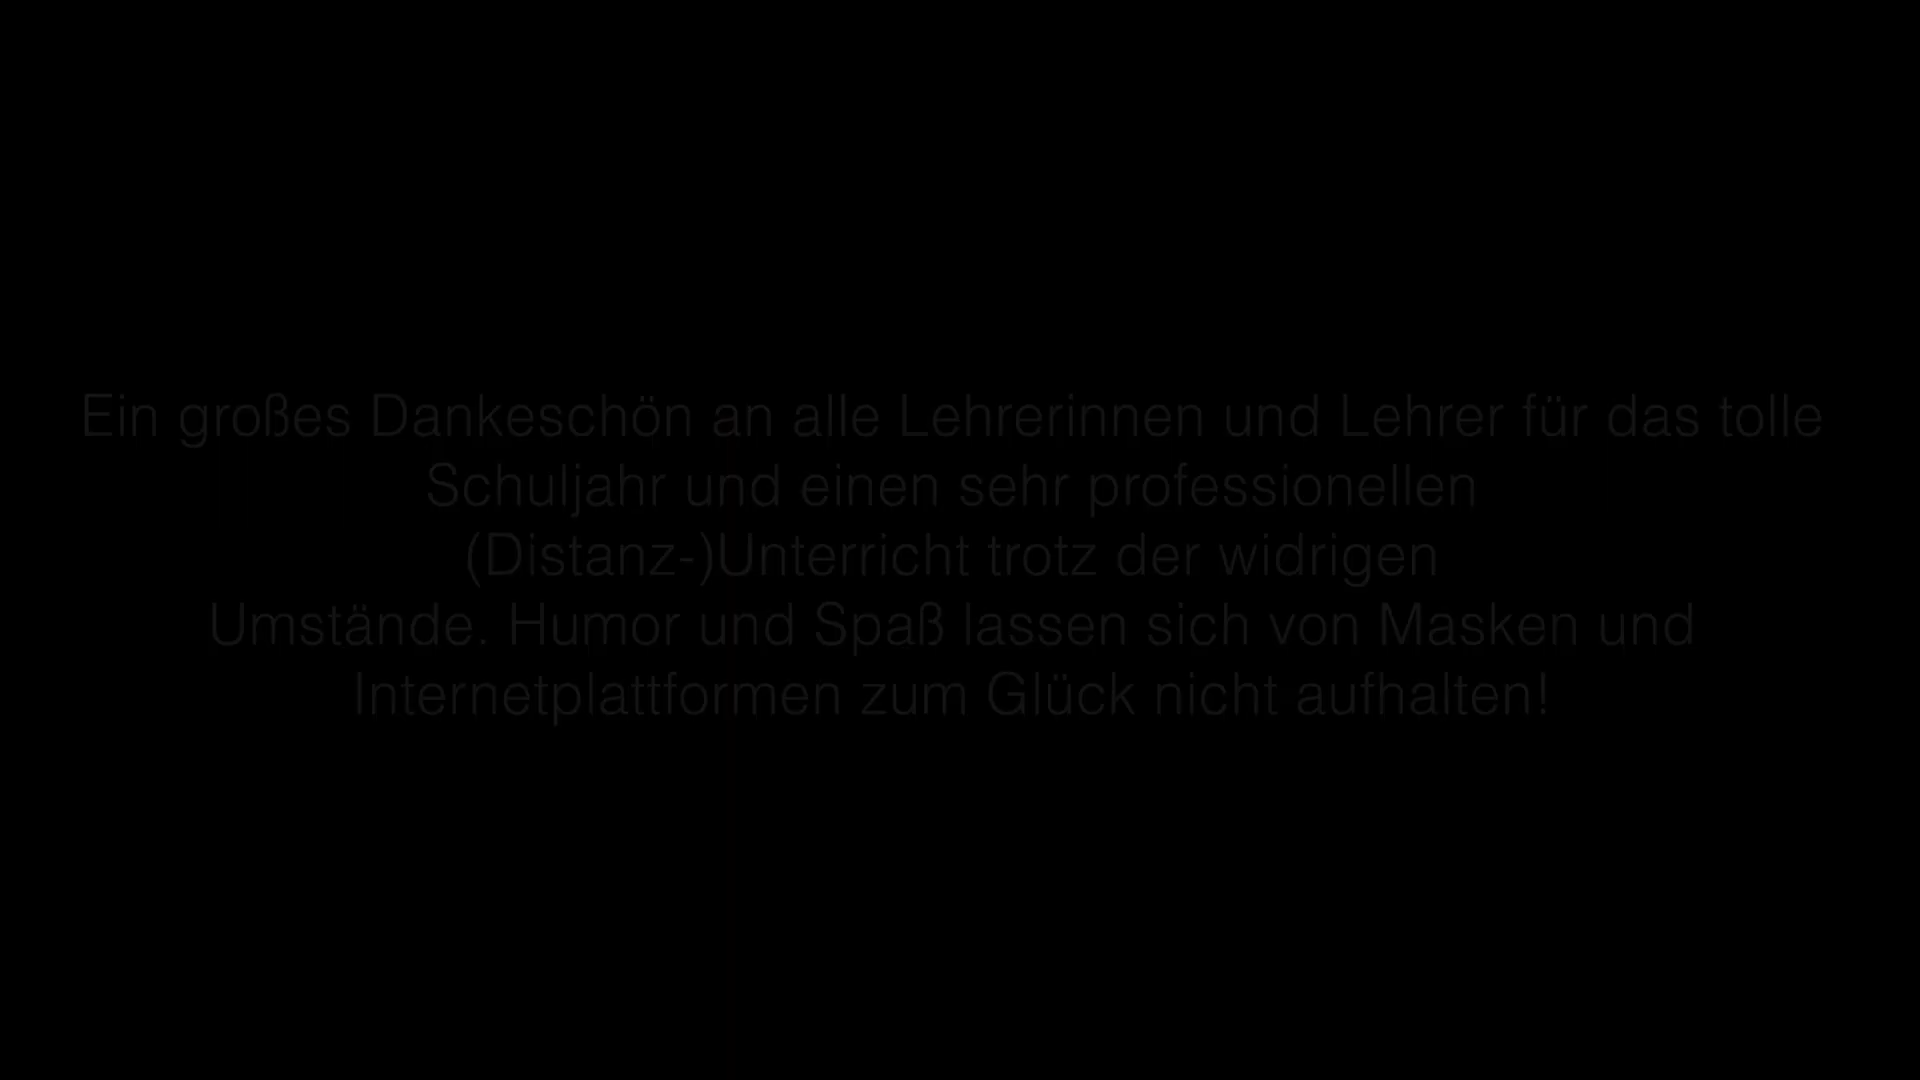 Ein großes Dankeschön an alle Lehrerinnen und Lehrer für das tolle
Schuljahr und einen sehr professionellen
(Distanz-)Unterricht trotz der widrigen
Umstände. Humor und Spaß lassen sich von Masken und
Internetplattformen zum Glück nicht aufhalten!